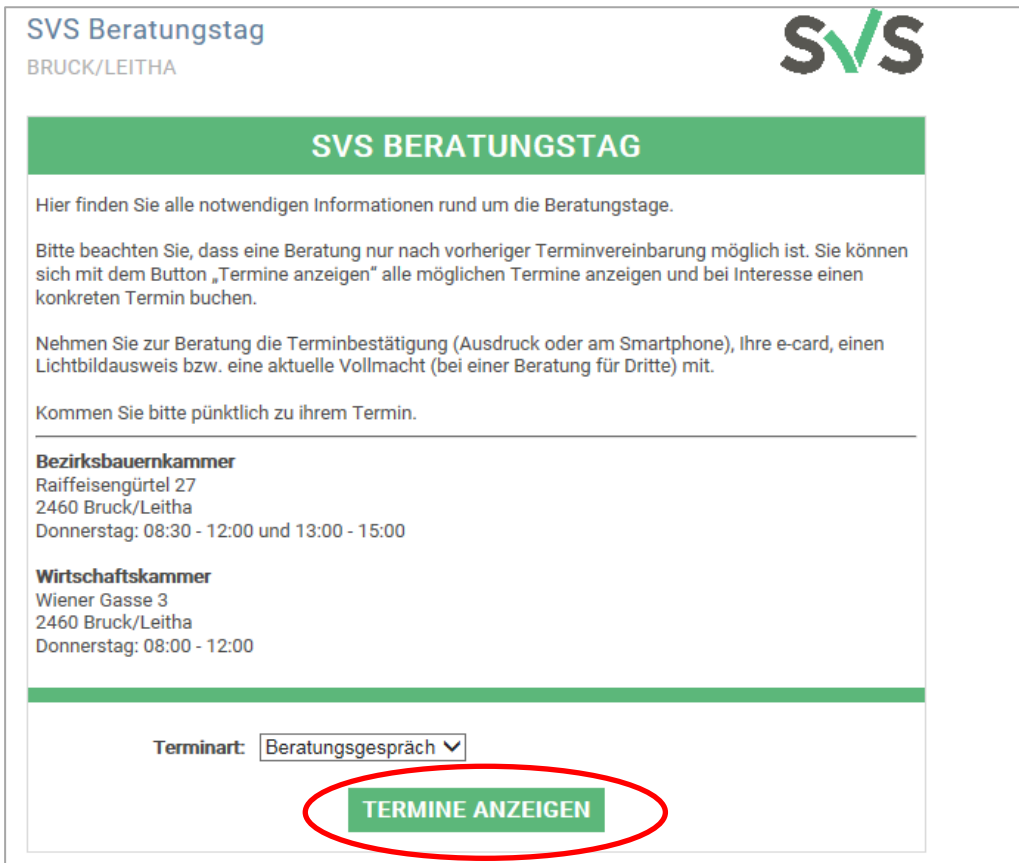 SVS Beratungstag
BRUCK/LEITHA
SVS
SVS BERATUNGSTAG
Hier finden Sie alle notwendigen Informationen rund um die Beratungstage.
Bitte beachten Sie, dass eine Beratung nur nach vorheriger Terminvereinbarung möglich ist. Sie können
sich mit dem Button „Termine anzeigen“ alle möglichen Termine anzeigen und bei Interesse einen
konkreten Termin buchen.
Nehmen Sie zur Beratung die Terminbestätigung (Ausdruck oder am Smartphone), Ihre e-card, einen
Lichtbildausweis bzw. eine aktuelle Vollmacht (bei einer Beratung für Dritte) mit.
Kommen Sie bitte pünktlich zu ihrem Termin.
Bezirksbauernkammer
Raiffeisengürtel 27
2460 Bruck/Leitha
Donnerstag: 08:30 - 12:00 und 13:00 - 15:00
Wirtschaftskammer
Wiener Gasse 3
2460 Bruck/Leitha
Donnerstag: 08:00 - 12:00
Terminart: Beratungsgespräch
TERMINE ANZEIGEN